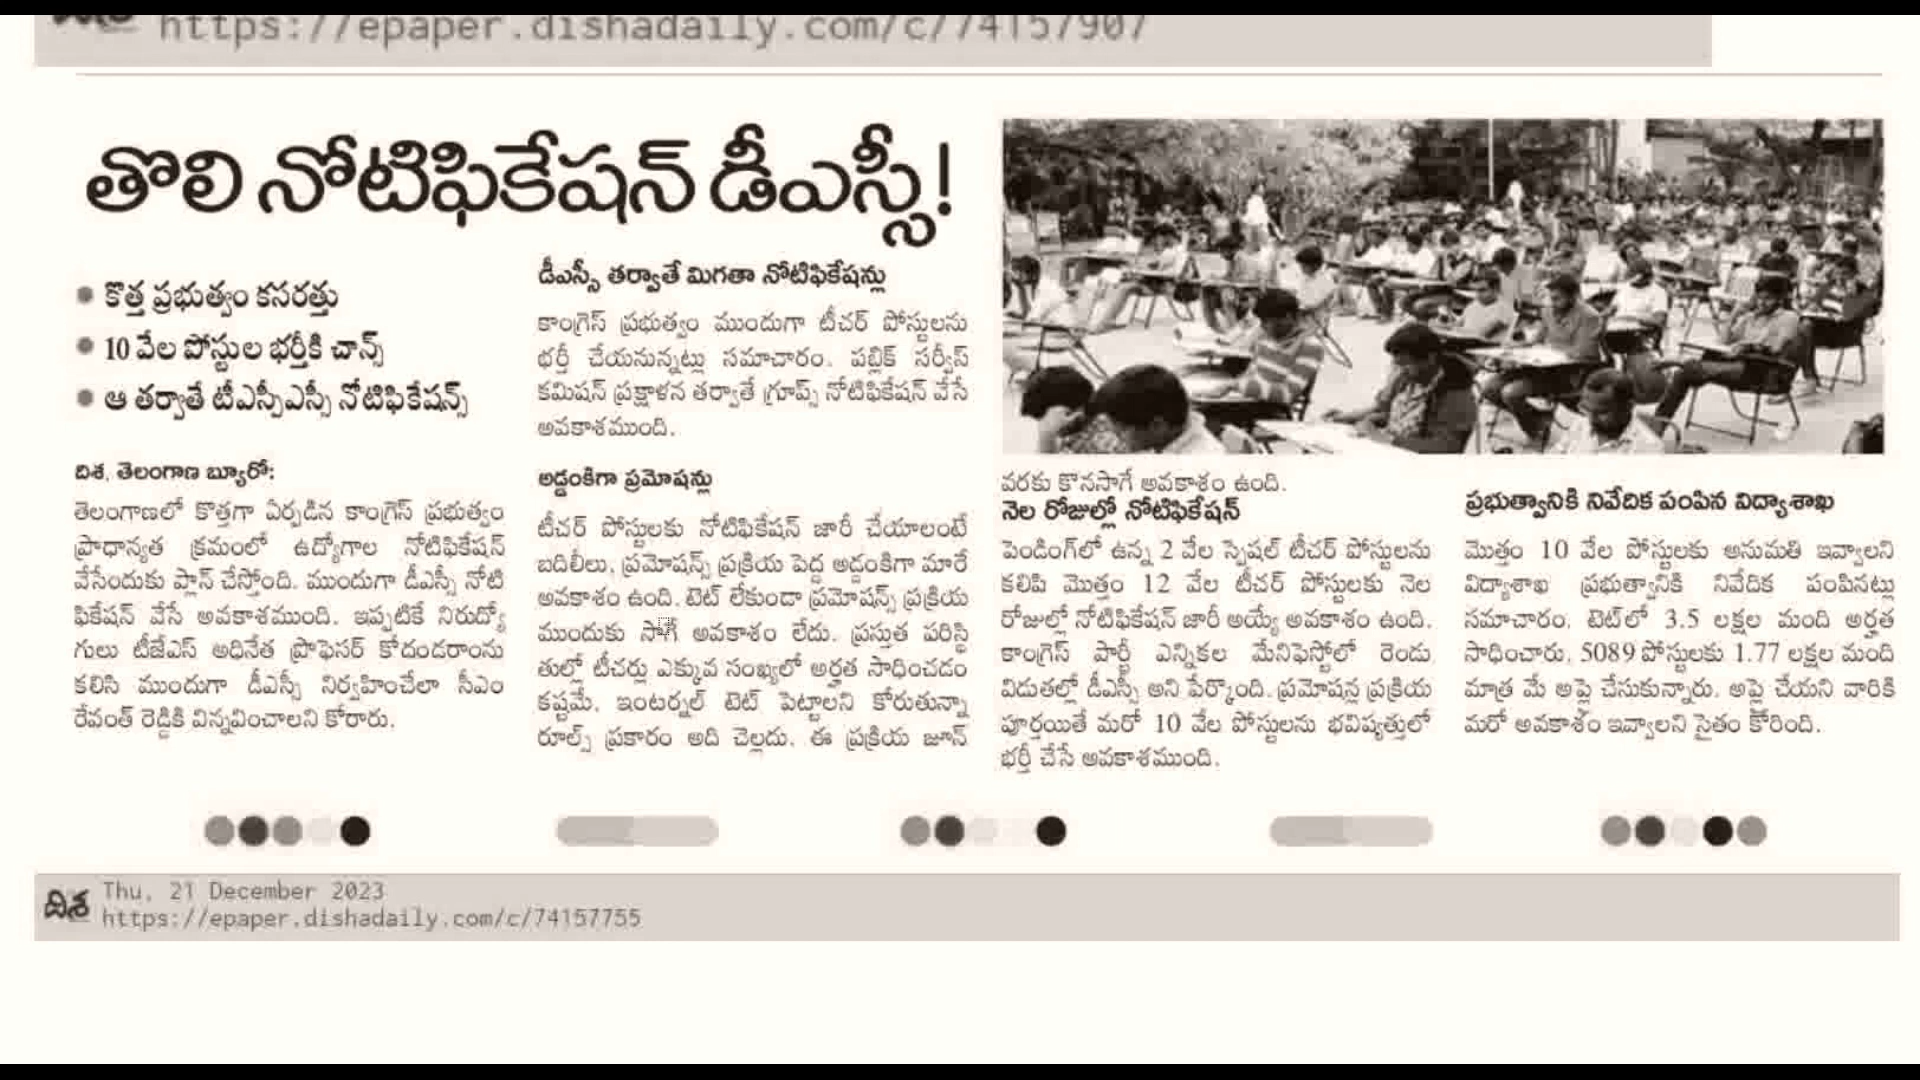 https://epaper.dishadaily.com/c/74157907
తొలి నోటిఫికేషన్ డీఎస్సీ!
కొత్త ప్రభుత్వం కసరత్తు
10 వేల పోస్టుల భర్తీకి చాన్స్
ఆ తర్వాతే టీఎస్పీఎస్సీ నోటిఫికేషన్స్
దిశ, తెలంగాణ బ్యూరో:
తెలంగాణలో కొత్తగా ఏర్పడిన కాంగ్రెస్ ప్రభుత్వం
ప్రాధాన్యత క్రమంలో ఉద్యోగాల నోటిఫికేషన్
వేసేందుకు ప్లాన్ చేస్తోంది. ముందుగా డీఎస్సీ నోటి
ఫికేషన్ వేసే అవకాశముంది. ఇప్పటికే నిరుద్యో
గులు టీజేఎస్ అధినేత ప్రొఫెసర్ కోదండరాంను
కలిసి ముందుగా డీఎస్సీ నిర్వహించేలా సీఎం
రేవంత్ రెడ్డికి విన్నవించాలని కోరారు.
డీఎస్సీ తర్వాతే మిగతా నోటిఫికేషన్లు
కాంగ్రెస్ ప్రభుత్వం ముందుగా టీచర్ పోస్టులను
భర్తీ చేయనున్నట్లు సమాచారం. పబ్లిక్ సర్వీస్
కమిషన్ ప్రక్షాళన తర్వాతే గ్రూప్స్ నోటిఫికేషన్ వేసే
అవకాశముంది.
అడ్డంకిగా ప్రమోషన్లు
టీచర్ పోస్టులకు నోటిఫికేషన్ జారీ చేయాలంటే
బదిలీలు, ప్రమోషన్స్ ప్రక్రియ పెద్ద అడ్డంకిగా మారే
అవకాశం ఉంది. టెట్ లేకుండా ప్రమోషన్స్ ప్రక్రియ
ముందుకు సాగే అవకాశం లేదు. ప్రస్తుత పరిస్థి
తుల్లో టీచర్లు ఎక్కువ సంఖ్యలో అర్హత సాధించడం
కష్టమే. ఇంటర్నల్ టెట్ పెట్టాలని కోరుతున్నా
రూల్స్ ప్రకారం అది చెల్లదు. ఈ ప్రక్రియ జూన్
వరకు కొనసాగే అవకాశం ఉంది.
నెల రోజుల్లో నోటిఫికేషన్
పెండింగ్‌లో ఉన్న 2 వేల స్పెషల్ టీచర్ పోస్టులను
కలిపి మొత్తం 12 వేల టీచర్ పోస్టులకు నెల
రోజుల్లో నోటిఫికేషన్ జారీ అయ్యే అవకాశం ఉంది.
కాంగ్రెస్ పార్టీ ఎన్నికల మేనిఫెస్టోలో రెండు
విడుతల్లో డీఎస్సీ అని పేర్కొంది. ప్రమోషన్ల ప్రక్రియ
పూర్తయితే మరో 10 వేల పోస్టులను భవిష్యత్తులో
భర్తీ చేసే అవకాశముంది.
ప్రభుత్వానికి నివేదిక పంపిన విద్యాశాఖ
మొత్తం 10 వేల పోస్టులకు అనుమతి ఇవ్వాలని
విద్యాశాఖ ప్రభుత్వానికి నివేదిక పంపినట్లు
సమాచారం. టెట్‌లో 3.5 లక్షల మంది అర్హత
సాధించారు. 5089 పోస్టులకు 1.77 లక్షల మంది
మాత్ర మే అప్లై చేసుకున్నారు. అప్లై చేయని వారికి
మరో అవకాశం ఇవ్వాలని సైతం కోరింది.
దిశ
Thu, 21 December 2023
https://epaper.dishadaily.com/c/74157755